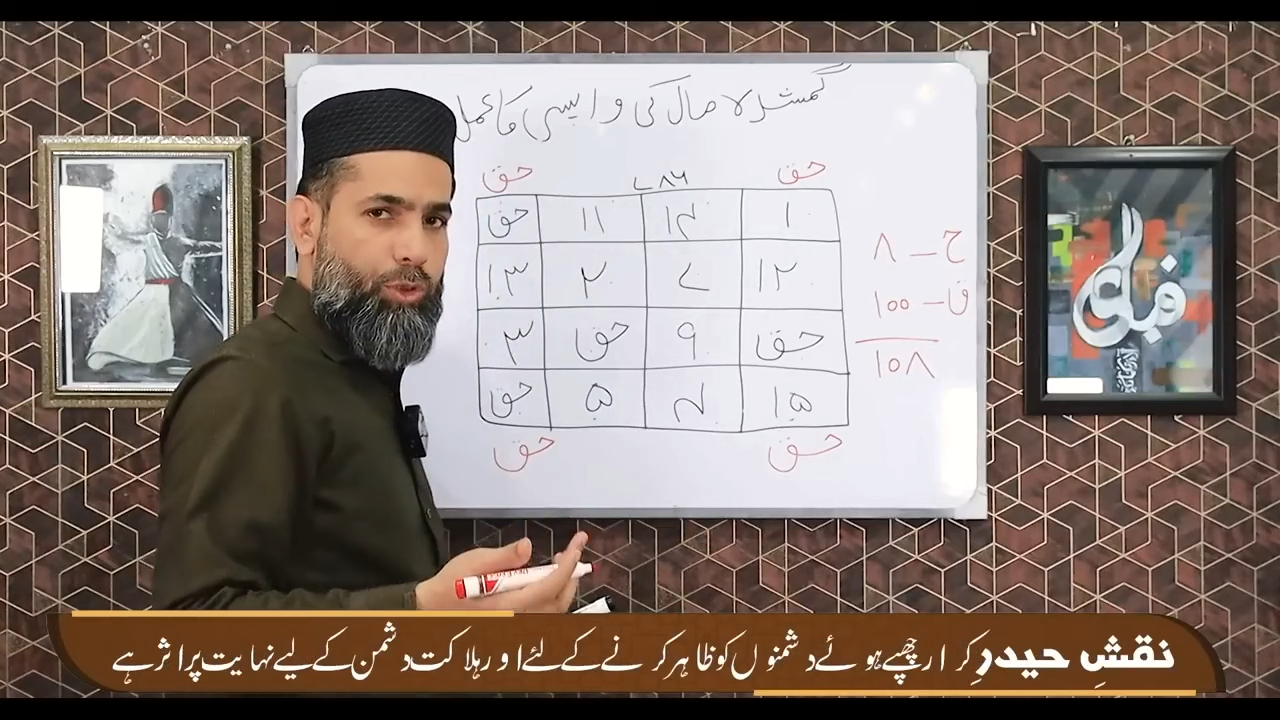 گمشدہ مال کی واپسی کا عمل
حق حق
۷۸۶
حق ۱۱ ۱۴ ۱
۱۳ ۲ ۷ ۱۲
۳ حق ۹ حق
حق ۵ ۴ ۱۵
حق حق
ح – ۸
ق – ۱۰۰
۱۰۸
نقشِ حیدرِ کرار چھپے ہوئے دشمنوں کو ظاہر کرنے کے لئے اور ہلاکت دشمن کے لیے نہایت پر اثر ہے